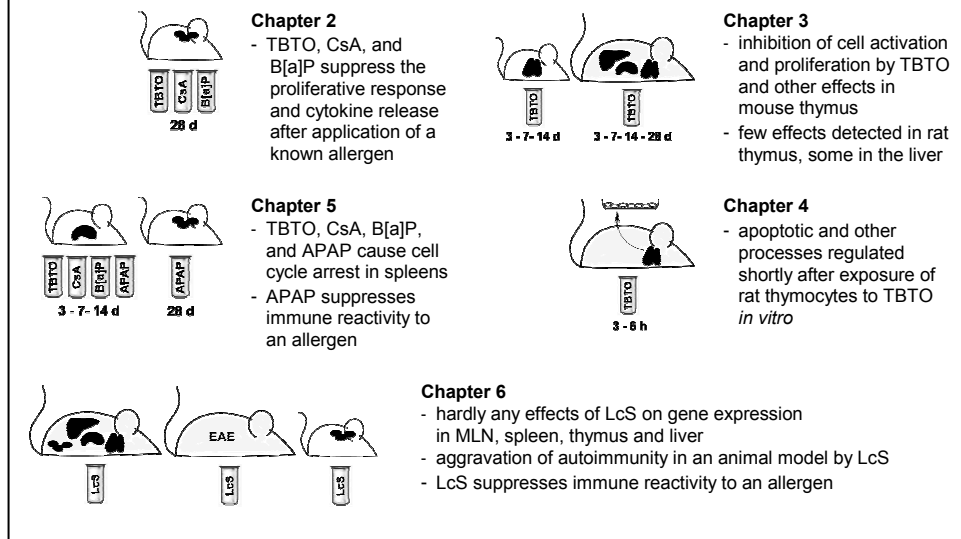 Chapter 2
- TBTO, CsA, and
B[a]P suppress the
proliferative response
and cytokine release
after application of a
known allergen
TBTO
CsA
B[a]P
28 d
Chapter 3
- inhibition of cell activation
and proliferation by TBTO
and other effects in
mouse thymus
- few effects detected in rat
thymus, some in the liver
TBTO
3 - 7- 14 d
TBTO
3 - 7- 14 - 28 d
Chapter 5
- TBTO, CsA, B[a]P,
and APAP cause cell
cycle arrest in spleens
- APAP suppresses
immune reactivity to
an allergen
TBTO
CsA
B[a]P
APAP
3 - 7- 14 d
APAP
28 d
Chapter 4
- apoptotic and other
processes regulated
shortly after exposure of
rat thymocytes to TBTO
in vitro
TBTO
3 - 6 h
Chapter 6
- hardly any effects of LcS on gene expression
in MLN, spleen, thymus and liver
- aggravation of autoimmunity in an animal model by LcS
- LcS suppresses immune reactivity to an allergen
LcS
EAE
LcS
LcS